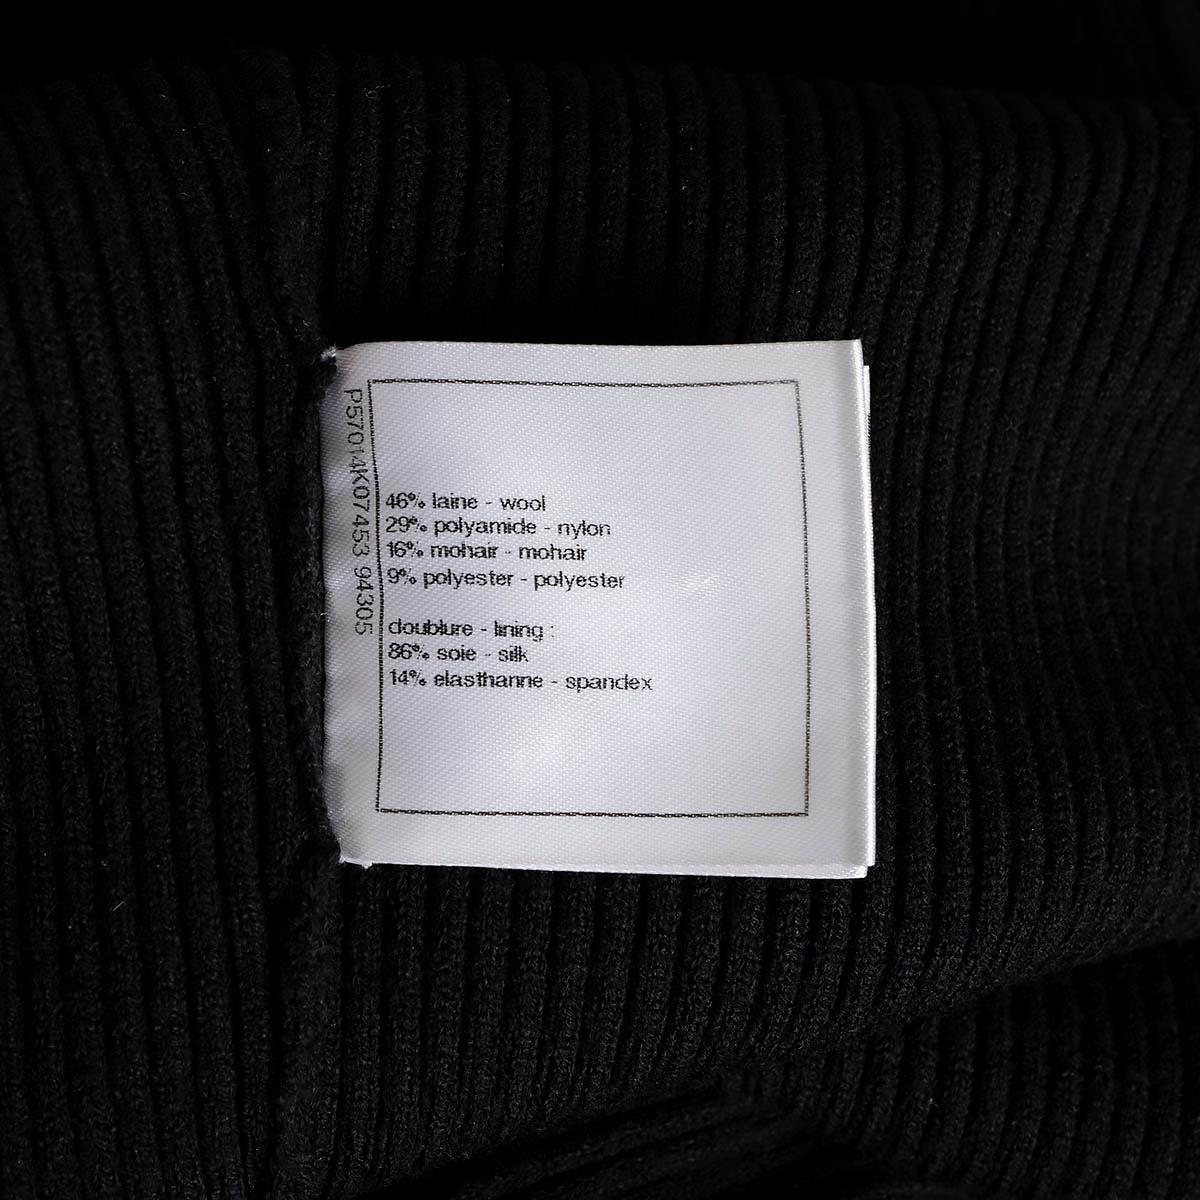 P57014K07453 94305
46% laine - wool
29% polyamide - nylon
16% mohair - mohair
9% polyester - polyester
doublure - lining :
86% soie - silk
14% elasthanne - spandex